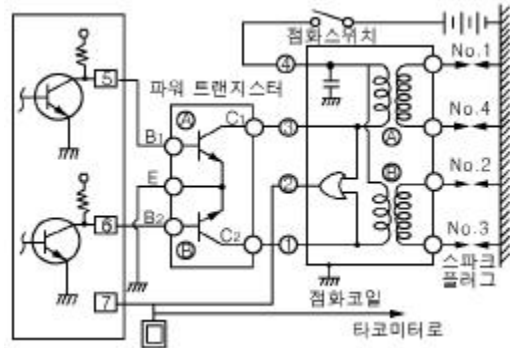 점화스위치
No.1
④
5
파워 트랜지스터
Ⓐ
C₁
B₁
③
Ⓐ
No.4
E
②
Ⓑ
No.2
6
B₂
Ⓑ
C₂
①
No.3
스파크
플러그
7
점화코일
타코미터로